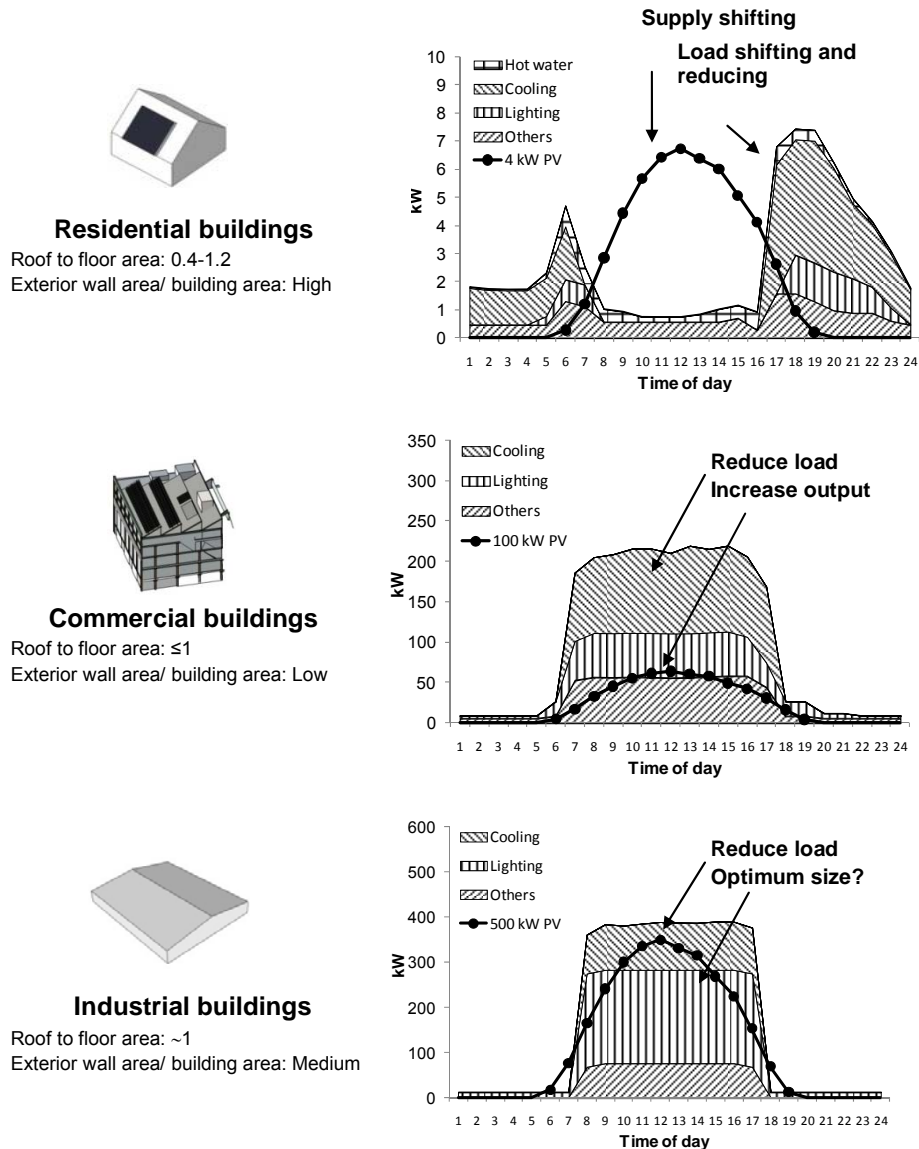 Supply shifting
Load shifting and
reducing
Hot water
Cooling
Lighting
Others
4 kW PV
10
9
8
7
6
5
4
3
2
1
0
kW
1 2 3 4 5 6 7 8 9 10 11 12 13 14 15 16 17 18 19 20 21 22 23 24
Time of day
Residential buildings
Roof to floor area: 0.4-1.2
Exterior wall area/ building area: High
Reduce load
Increase output
Cooling
Lighting
Others
100 kW PV
350
300
250
200
150
100
50
0
kW
1 2 3 4 5 6 7 8 9 10 11 12 13 14 15 16 17 18 19 20 21 22 23 24
Time of day
Commercial buildings
Roof to floor area: ≤1
Exterior wall area/ building area: Low
Reduce load
Optimum size?
Cooling
Lighting
Others
500 kW PV
600
500
400
300
200
100
0
kW
1 2 3 4 5 6 7 8 9 10 11 12 13 14 15 16 17 18 19 20 21 22 23 24
Time of day
Industrial buildings
Roof to floor area: ~1
Exterior wall area/ building area: Medium